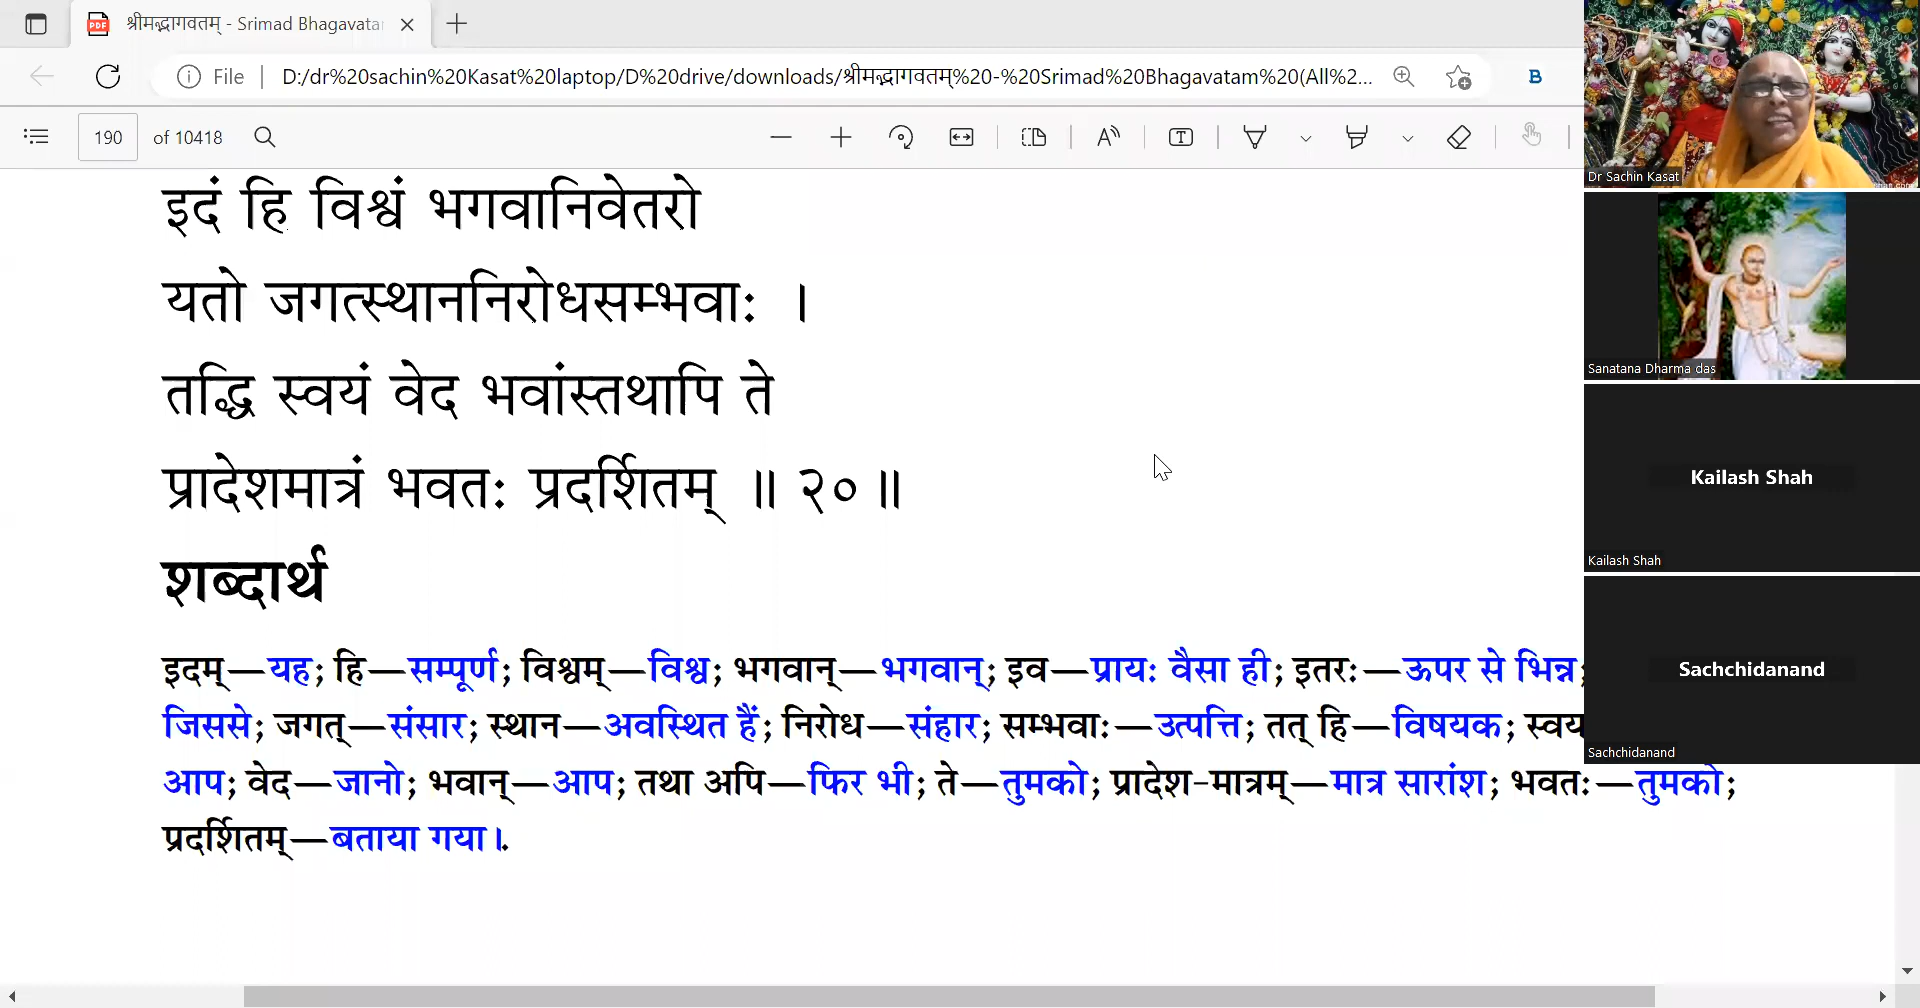 श्रीमद्भागवतम् - Srimad Bhagavata
File
D:/dr%20sachin%20Kasat%20laptop/D%20drive/downloads/श्रीमद्भागवतम्%20-%20Srimad%20Bhagavatam%20(All%2...
B
190 of 10418
इदं हि विश्वं भगवानिवेतरो
यतो जगत्स्थाननिरोधसम्भवाः ।
तद्धि स्वयं वेद भवांस्तथापि ते
प्रादेशमात्रं भवतः प्रदर्शितम् ॥ २० ॥
शब्दार्थ
इदम्—यह; हि—सम्पूर्ण; विश्वम्—विश्व; भगवान्—भगवान्; इव—प्रायः वैसा ही; इतरः—ऊपर से भिन्न;
जिससे; जगत्—संसार; स्थान—अवस्थित हैं; निरोध—संहार; सम्भवाः—उत्पत्ति; तत् हि—विषयक; स्वय
आप; वेद—जानो; भवान्—आप; तथा अपि—फिर भी; ते—तुमको; प्रादेश-मात्रम्—मात्र सारांश; भवतः—तुमको;
प्रदर्शितम्—बताया गया।.
Dr Sachin Kasat
Sanatana Dharma das
Kailash Shah
Kailash Shah
Sachchidanand
Sachchidanand